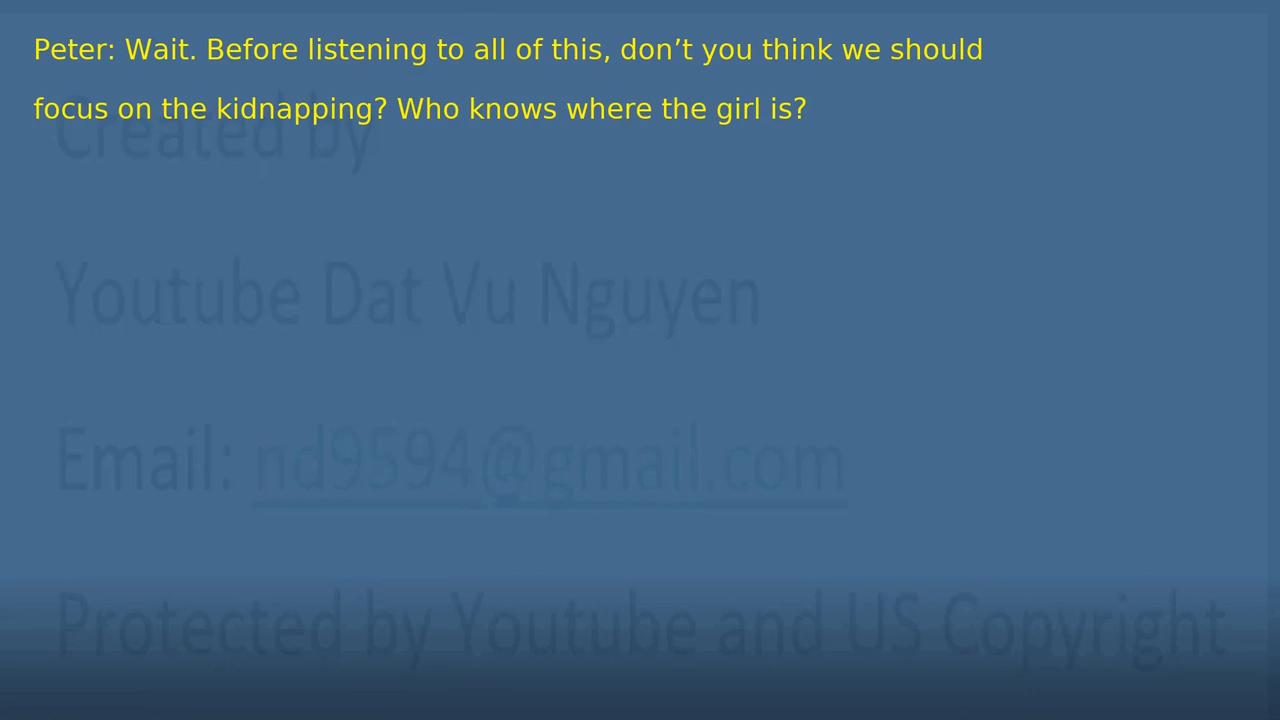 Peter: Wait. Before listening to all of this, don’t you think we should
focus on the kidnapping? Who knows where the girl is?
Created by
Youtube Dat Vu Nguyen
Email: nd9594@gmail.com
Protected by Youtube and US Copyright